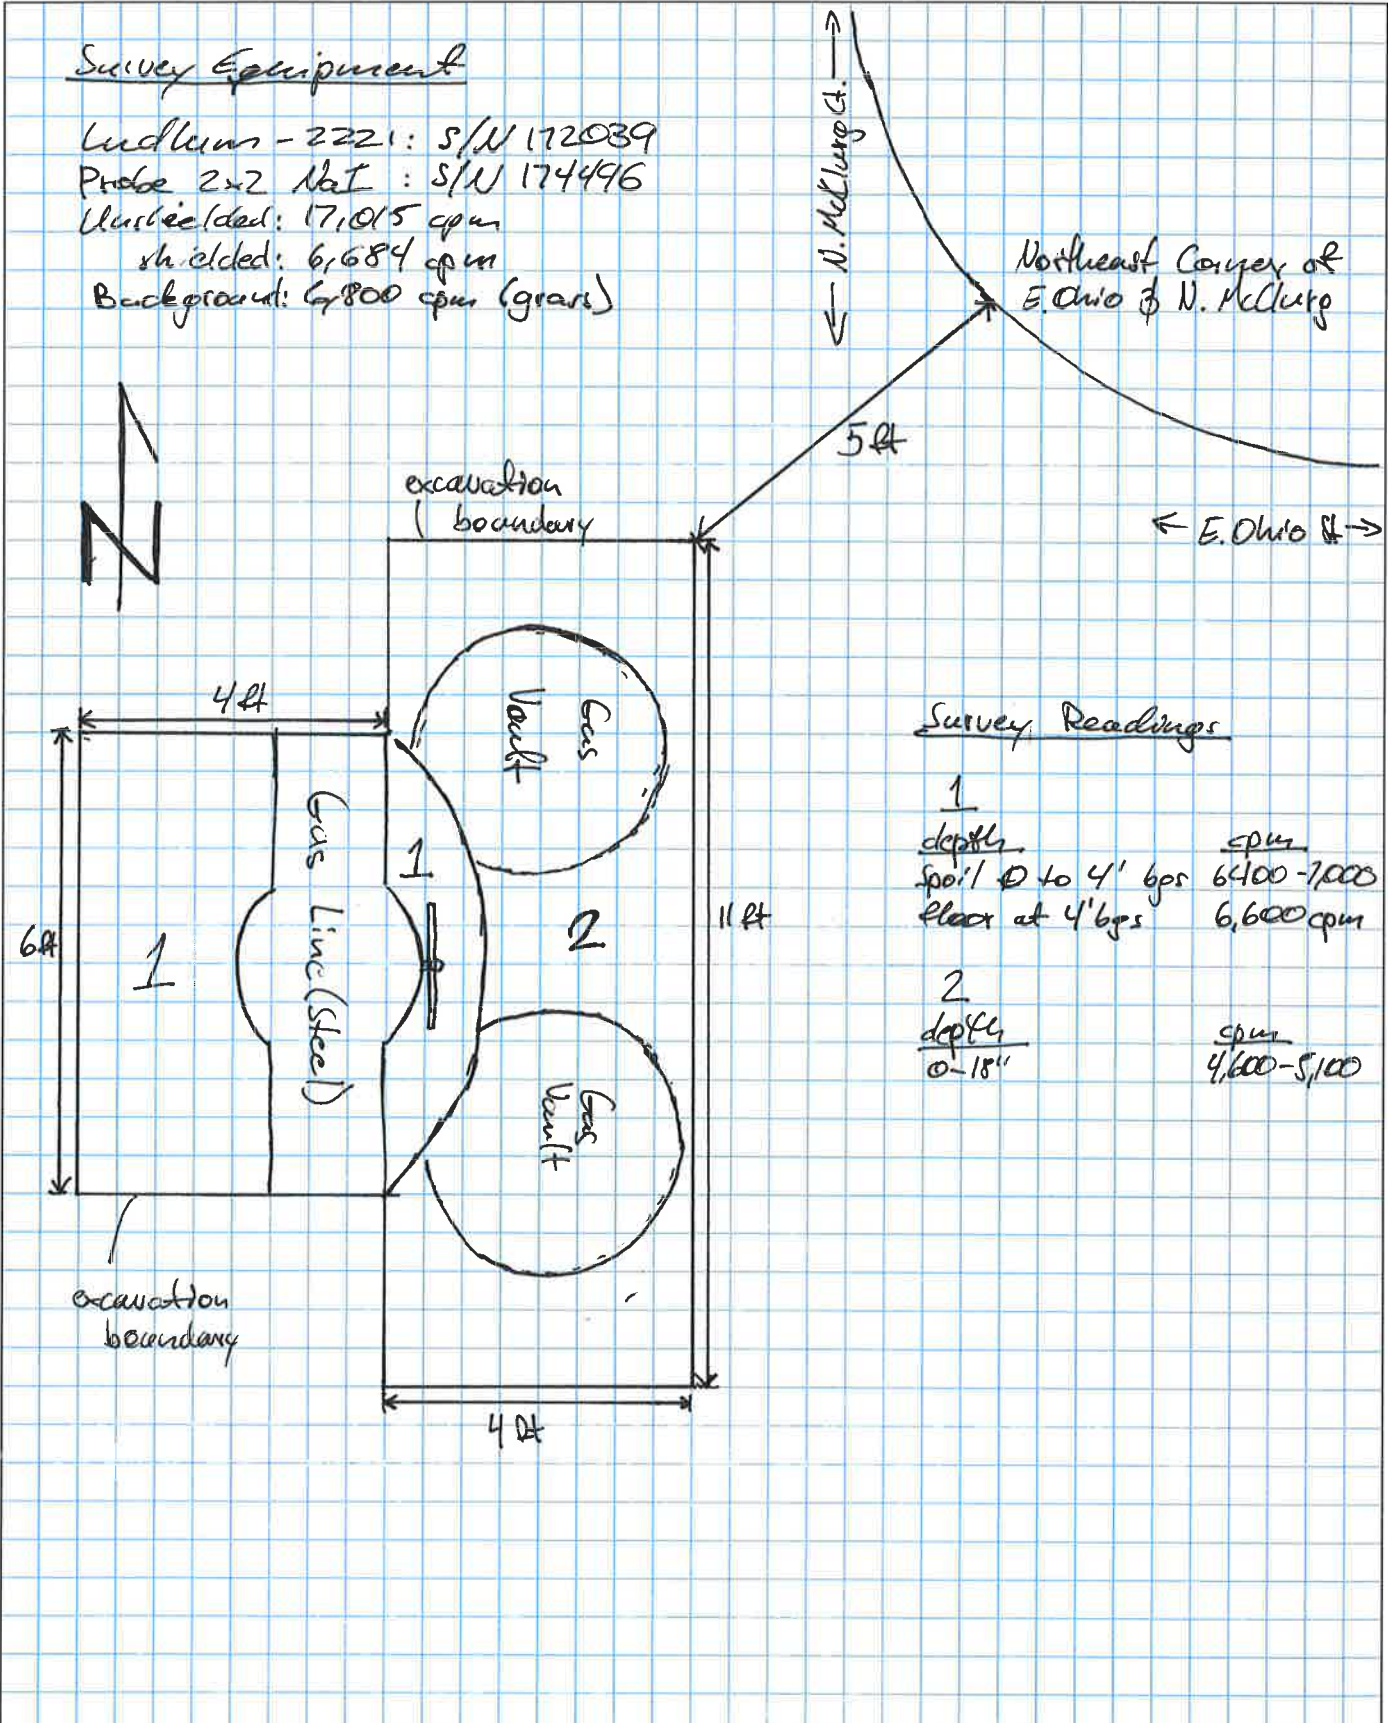 Survey Equipment
Ludlum - 2221: S/N 172039
Probe 2x2 NaI : S/N 174496
Unshielded: 17,015 cpm
shielded: 6,684 cpm
Background: 6,800 cpm (grass)
← N. McClurg Ct. →
Northeast Corner of
E. Ohio & N. McClurg
5 ft
← E. Ohio St →
N
excavation
boundary
4 ft
Gas
Vault
Survey Readings
1
depth cpm
Spoil 0 to 4' bgs 6400-7,000
floor at 4' bgs 6,600 cpm
2
depth cpm
0-18" 4,600-5,100
Gas Line (Steel)
1
1
2
11 ft
6 ft
Gas
Vault
excavation
boundary
4 ft